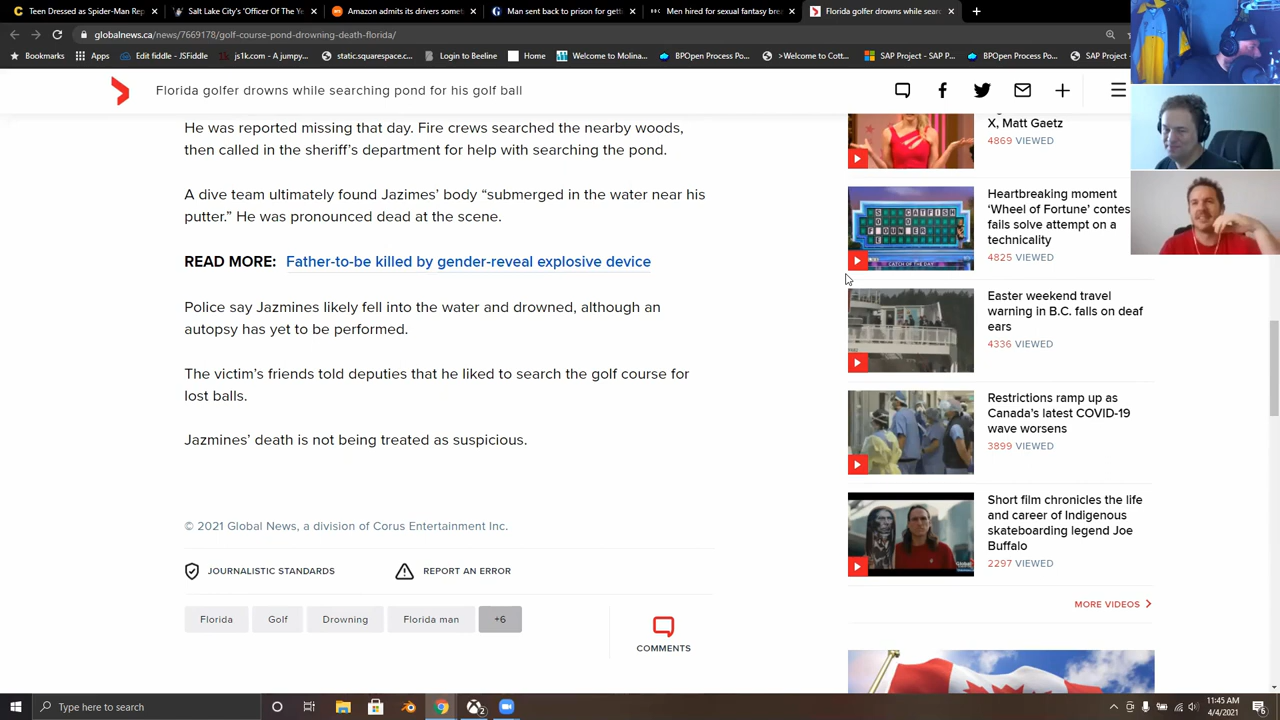 Teen Dressed as Spider-Man Rep
Salt Lake City's 'Officer Of The Ye
Amazon admits its drivers somet
Man sent back to prison for gett
Men hired for sexual fantasy brea
Florida golfer drowns while sear
globalnews.ca/news/7669178/golf-course-pond-drowning-death-florida/
Bookmarks
Apps
Edit fiddle - JSFiddle
js1k.com - A jumpy...
static.squarespace.c...
Login to Beeline
Home
Welcome to Molina...
BPOpen Process Po...
>Welcome to Cott...
SAP Project - SAP P...
BPOpen Process Po...
SAP Project -
Florida golfer drowns while searching pond for his golf ball
He was reported missing that day. Fire crews searched the nearby woods,
then called in the sheriff's department for help with searching the pond.
A dive team ultimately found Jazimes' body “submerged in the water near his
putter.” He was pronounced dead at the scene.
READ MORE: Father-to-be killed by gender-reveal explosive device
Police say Jazmines likely fell into the water and drowned, although an
autopsy has yet to be performed.
The victim's friends told deputies that he liked to search the golf course for
lost balls.
Jazmines' death is not being treated as suspicious.
© 2021 Global News, a division of Corus Entertainment Inc.
JOURNALISTIC STANDARDS
REPORT AN ERROR
Florida
Golf
Drowning
Florida man
+6
COMMENTS
X, Matt Gaetz
4869 VIEWED
Heartbreaking moment
‘Wheel of Fortune’ contes
fails solve attempt on a
technicality
4825 VIEWED
CATCH OF THE DAY
Easter weekend travel
warning in B.C. falls on deaf
ears
4336 VIEWED
Restrictions ramp up as
Canada's latest COVID-19
wave worsens
3899 VIEWED
Short film chronicles the life
and career of Indigenous
skateboarding legend Joe
Buffalo
2297 VIEWED
MORE VIDEOS
Type here to search
11:45 AM
4/4/2021